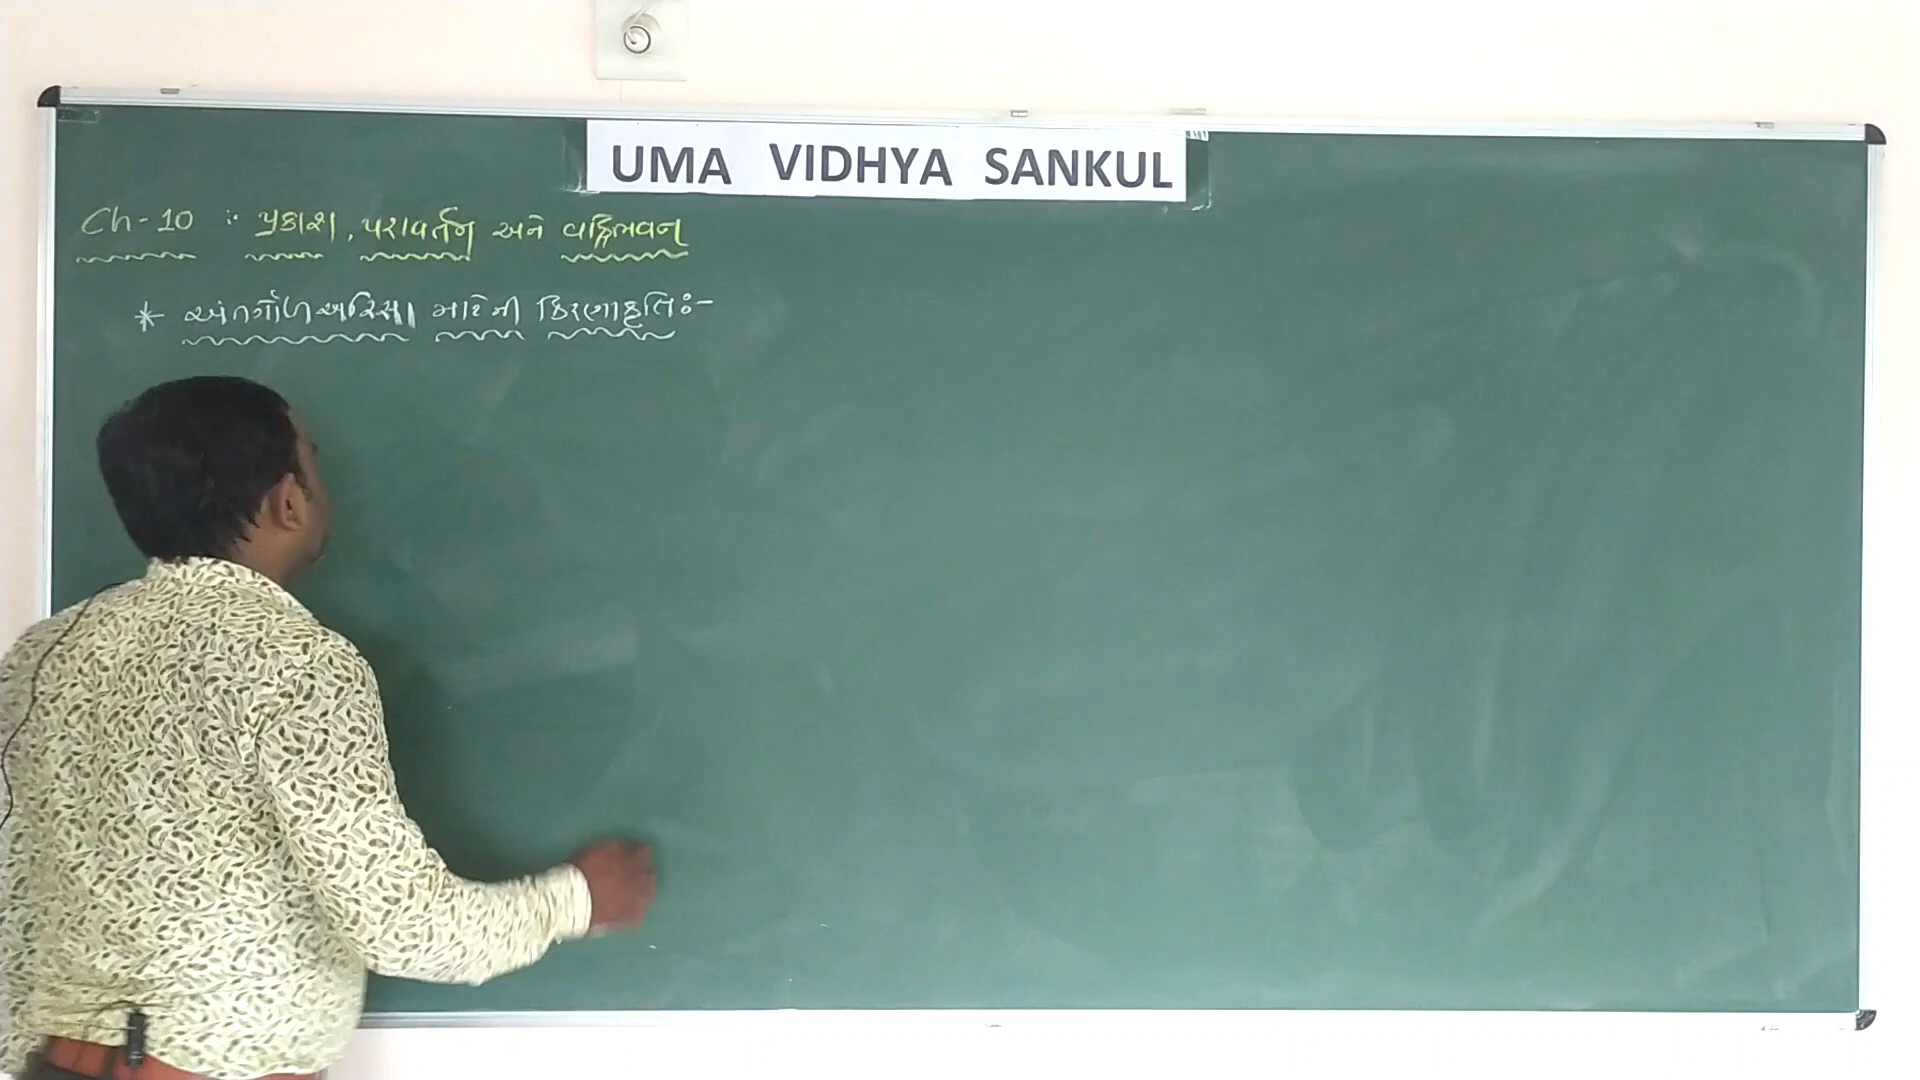 UMA VIDHYA SANKUL
Ch-10 :- પ્રકાશ, પરાવર્તન અને વક્રિભવન
* અંતર્ગોળ અરિસા માટેની કિરણાકૃતિઃ-